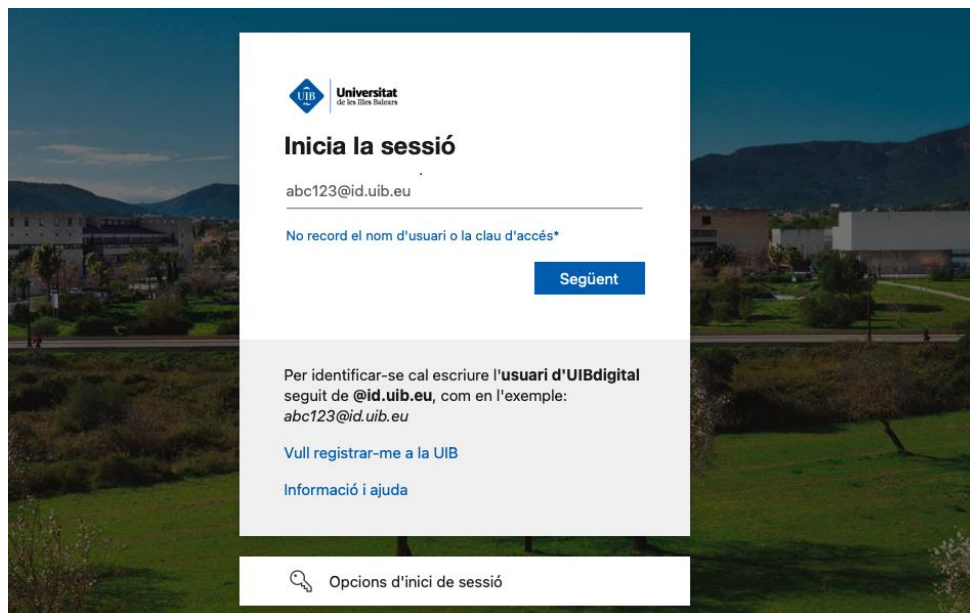 UIB
Universitat
de les Illes Balears
Inicia la sessió
abc123@id.uib.eu
No record el nom d'usuari o la clau d'accés*
Següent
Per identificar-se cal escriure l'usuari d'UIBdigital
seguit de @id.uib.eu, com en l'exemple:
abc123@id.uib.eu
Vull registrar-me a la UIB
Informació i ajuda
Opcions d'inici de sessió